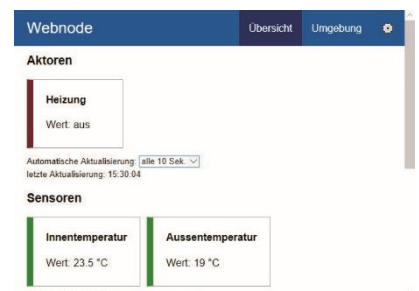 Webnode Übersicht Umgebung
Aktoren
Heizung
Wert: aus
Automatische Aktualisierung: alle 10 Sek.
letzte Aktualisierung: 15:30:04
Sensoren
Innentemperatur
Wert: 23.5 °C
Aussentemperatur
Wert: 19 °C